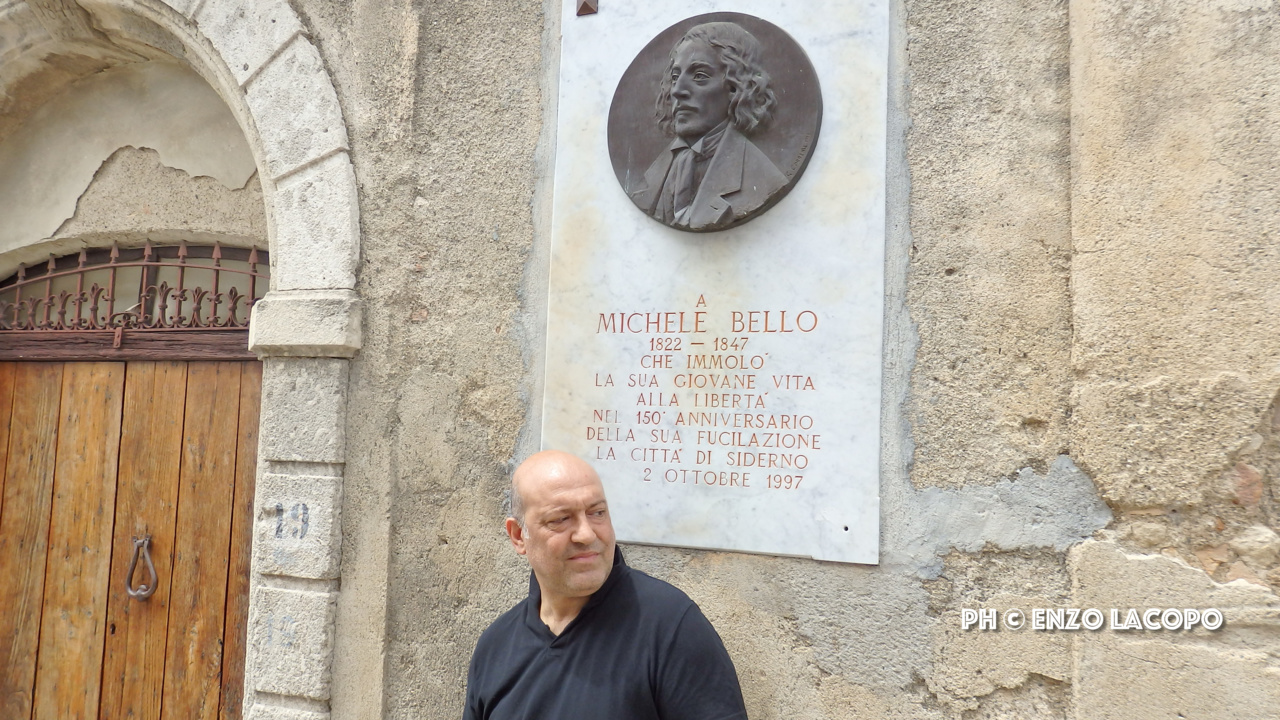 A
MICHELE BELLO
1822 – 1847
CHE IMMOLO'
LA SUA GIOVANE VITA
ALLA LIBERTA'
NEL 150° ANNIVERSARIO
DELLA SUA FUCILAZIONE
LA CITTA' DI SIDERNO
2 OTTOBRE 1997
19
PH © ENZO LACOPO